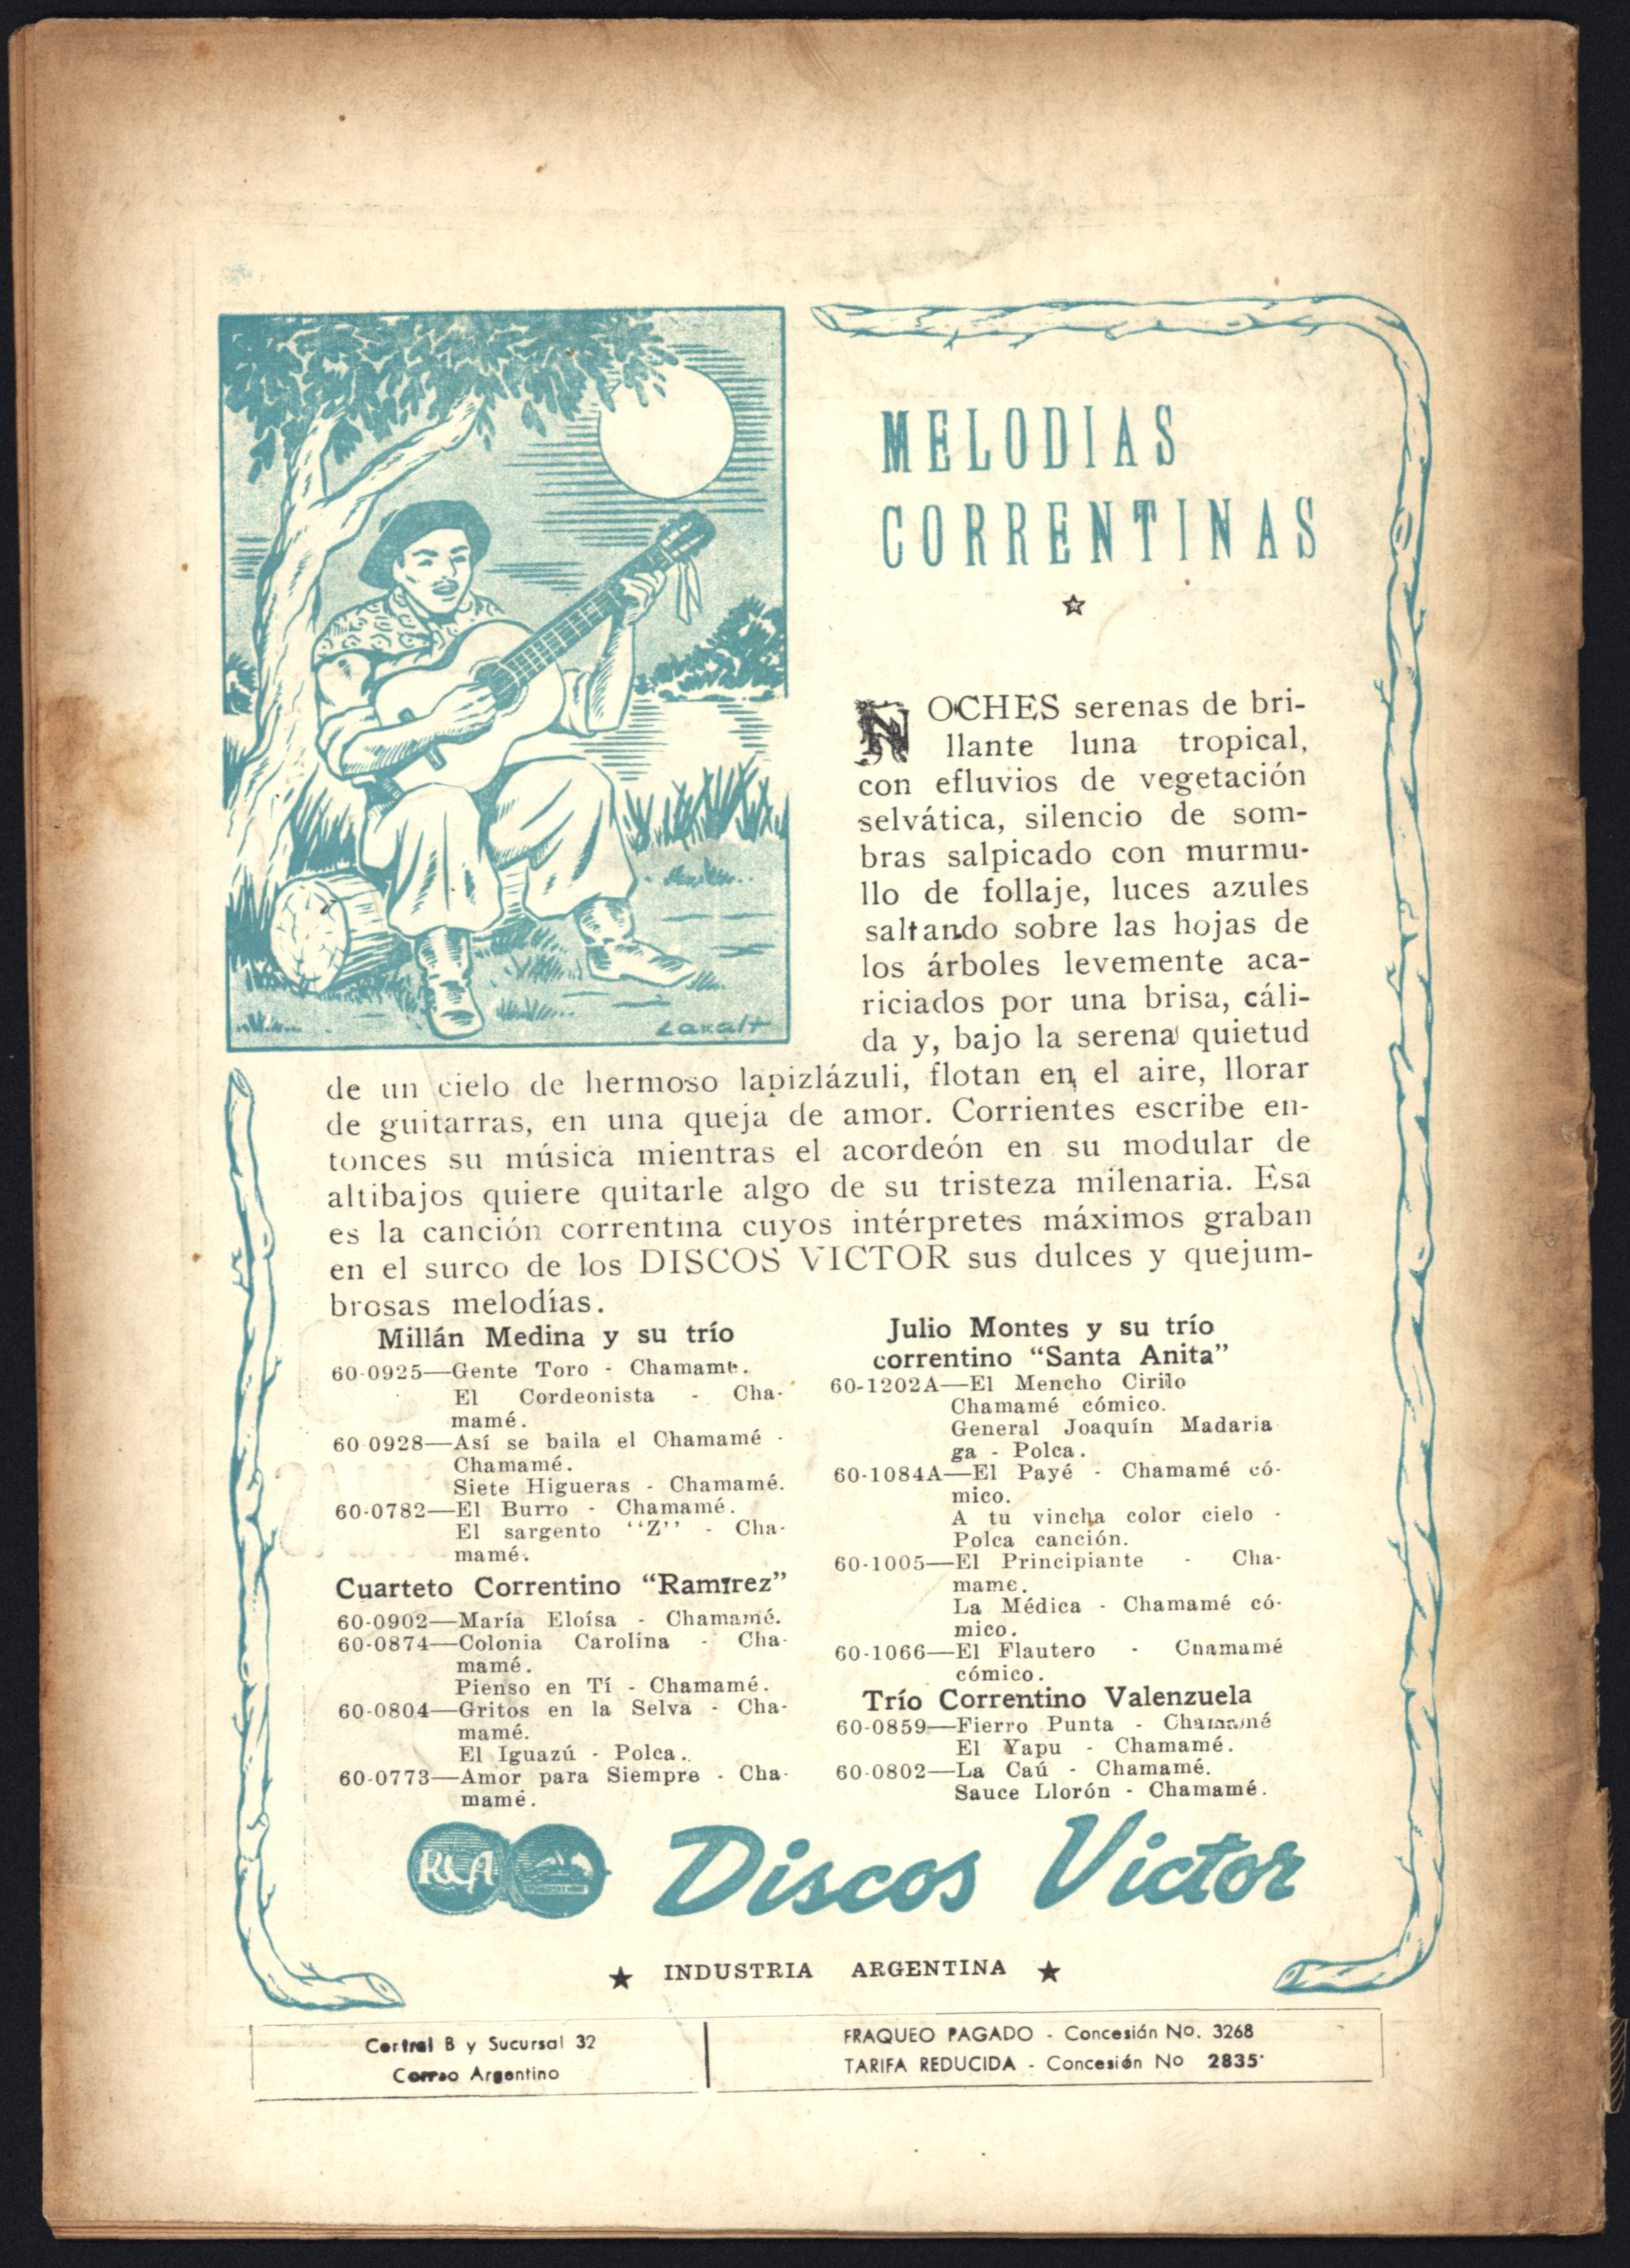 MELODIAS
CORRENTINAS
NOCHES serenas de bri-
llante luna tropical,
con efluvios de vegetación
selvática, silencio de som-
bras salpicado con murmu-
llo de follaje, luces azules
saltando sobre las hojas de
los árboles levemente aca-
riciados por una brisa, cáli-
da y, bajo la serena quietud
de un cielo de hermoso lapizlázuli, flotan en el aire, llorar
de guitarras, en una queja de amor. Corrientes escribe en-
tonces su música mientras el acordeón en su modular de
altibajos quiere quitarle algo de su tristeza milenaria. Esa
es la canción correntina cuyos intérpretes máximos graban
en el surco de los DISCOS VICTOR sus dulces y quejum-
brosas melodías.
Millán Medina y su trío
60-0925—Gente Toro - Chamamé.
El Cordeonista - Cha-
mamé.
60-0928—Así se baila el Chamamé -
Chamamé.
Siete Higueras - Chamamé.
60-0782—El Burro - Chamamé.
El sargento "Z" - Cha-
mamé.
Cuarteto Correntino "Ramírez"
60-0902—María Eloísa - Chamamé.
60-0874—Colonia Carolina - Cha-
mamé.
Pienso en Tí - Chamamé.
60-0804—Gritos en la Selva - Cha-
mamé.
El Iguazú - Polca.
60-0773—Amor para Siempre - Cha-
mamé.
Julio Montes y su trío
correntino "Santa Anita"
60-1202A—El Mencho Cirilo
Chamamé cómico.
General Joaquín Madaria
ga - Polca.
60-1084A—El Payé - Chamamé có-
mico.
A tu vincha color cielo -
Polca canción.
60-1005—El Principiante - Cha-
mame.
La Médica - Chamamé có-
mico.
60-1066—El Flautero - Chamamé
cómico.
Trío Correntino Valenzuela
60-0859—Fierro Punta - Chamamé
El Yapu - Chamamé.
60-0802—La Caú - Chamamé.
Sauce Llorón - Chamamé.
RCA
Discos Victor
INDUSTRIA ARGENTINA
Central B y Sucursal 32
Correo Argentino
FRAQUEO PAGADO - Concesión No. 3268
TARIFA REDUCIDA - Concesión No 2835